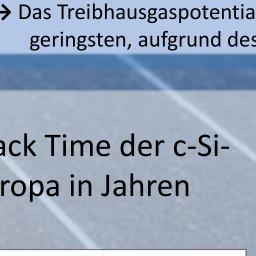 → Das Treibhausgaspotentia
geringsten, aufgrund des
ack Time der c-Si-
ropa in Jahren